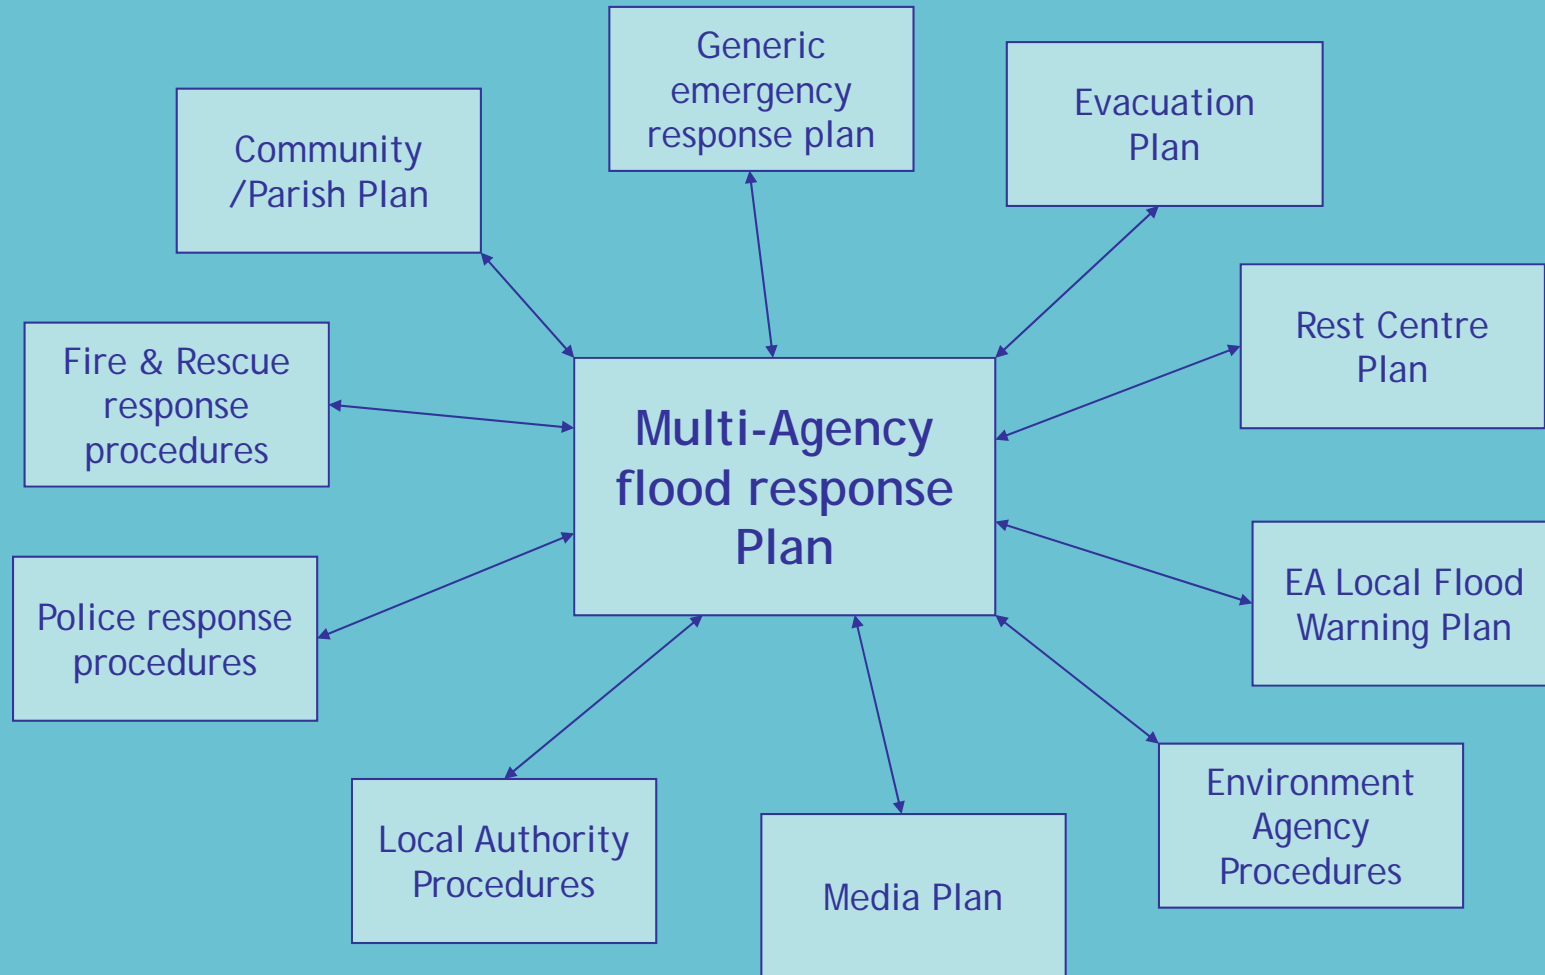 Generic
emergency
response plan
Evacuation
Plan
Community
/Parish Plan
Rest Centre
Plan
Fire & Rescue
response
procedures
Multi-Agency
flood response
Plan
EA Local Flood
Warning Plan
Police response
procedures
Environment
Agency
Procedures
Local Authority
Procedures
Media Plan